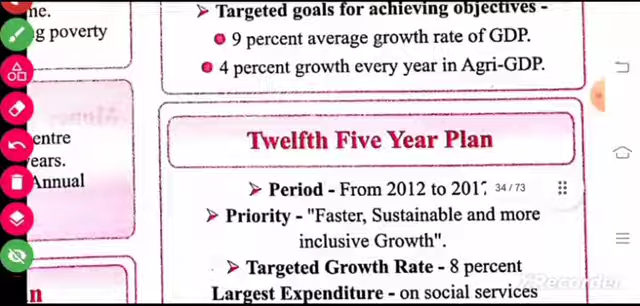 me.
g poverty
entre
ears.
Annual
n
➤ Targeted goals for achieving objectives -
9 percent average growth rate of GDP.
4 percent growth every year in Agri-GDP.
Twelfth Five Year Plan
➤ Period - From 2012 to 2017
34 / 73
➤ Priority - "Faster, Sustainable and more
inclusive Growth".
➤ Targeted Growth Rate - 8 percent
Largest Expenditure - on social services
Recorder